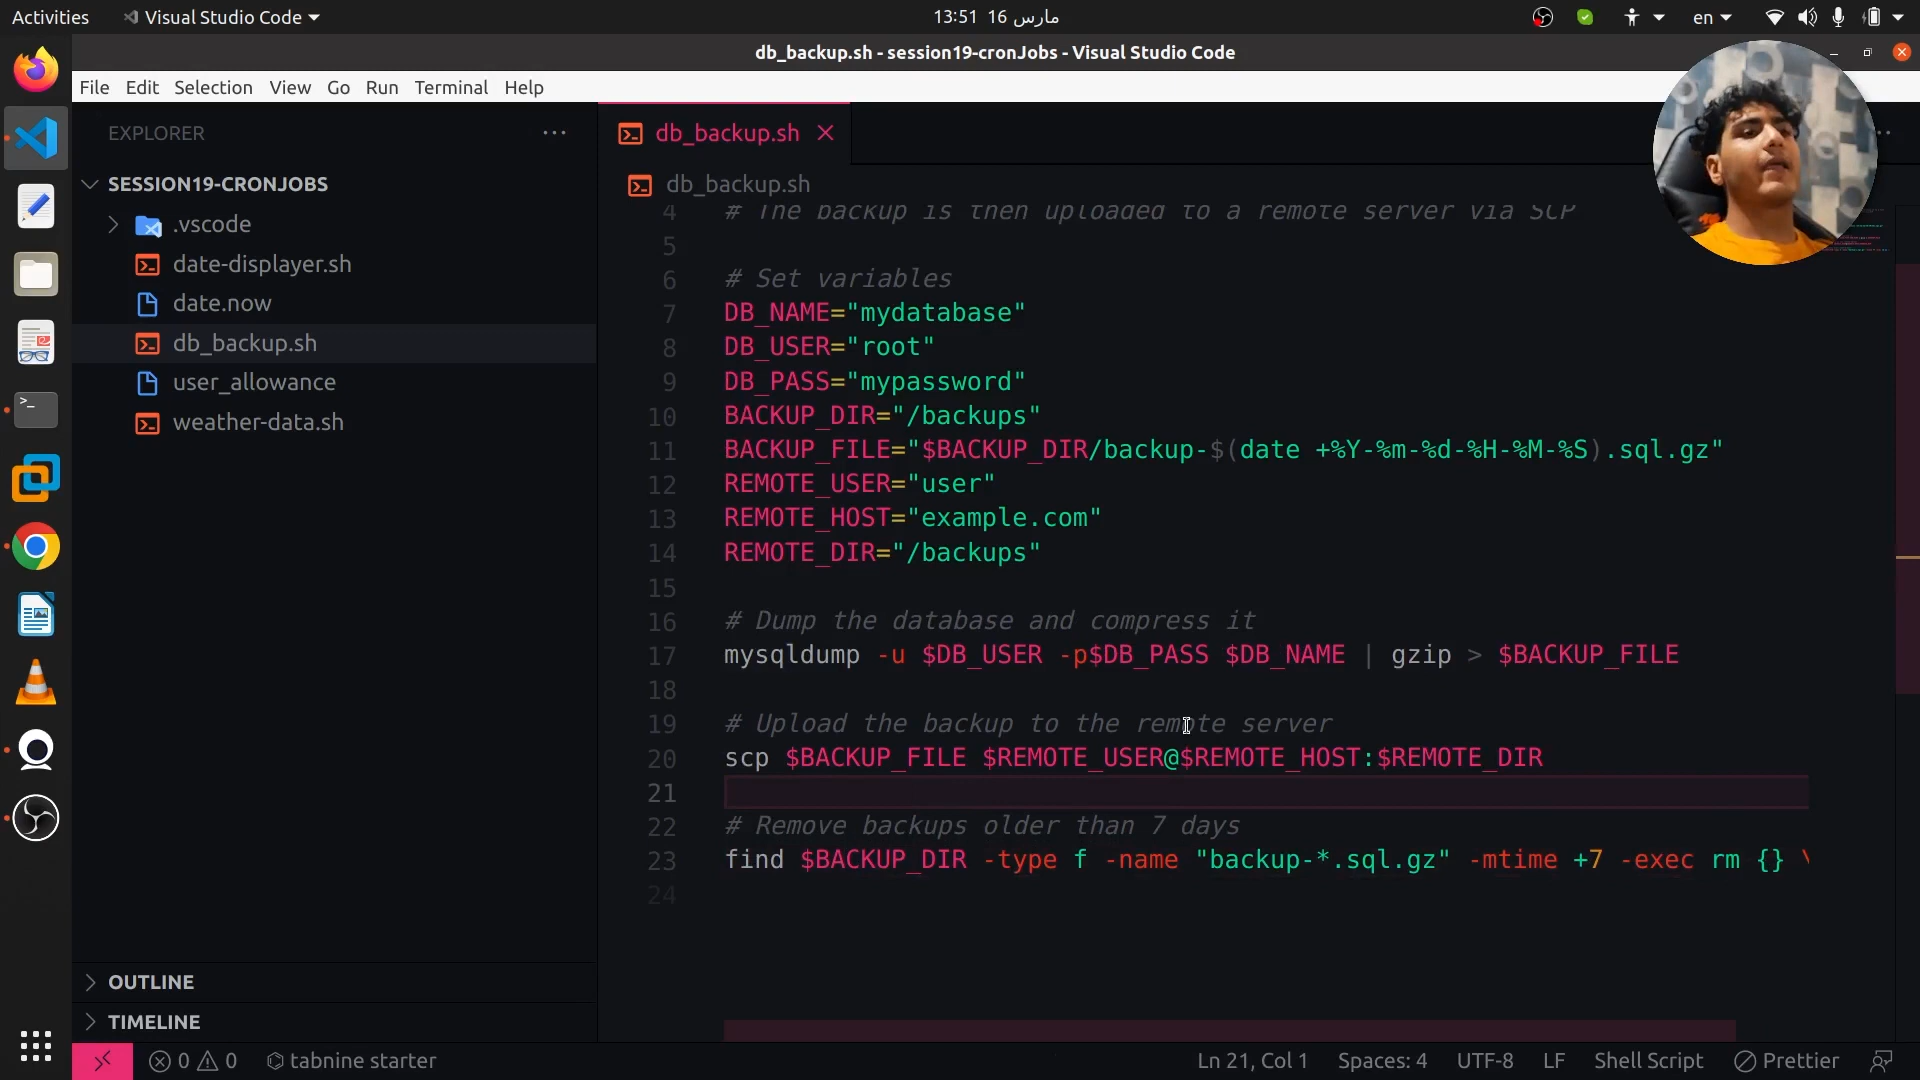 Activities
Visual Studio Code
13:51 16 مارس
en
db_backup.sh - session19-cronJobs - Visual Studio Code
File Edit Selection View Go Run Terminal Help
EXPLORER
SESSION19-CRONJOBS
.vscode
date-displayer.sh
date.now
db_backup.sh
user_allowance
weather-data.sh
OUTLINE
TIMELINE
db_backup.sh
db_backup.sh
4 # The backup is then uploaded to a remote server via SCP
5
6 # Set variables
7 DB_NAME="mydatabase"
8 DB_USER="root"
9 DB_PASS="mypassword"
10 BACKUP_DIR="/backups"
11 BACKUP_FILE="$BACKUP_DIR/backup-$(date +%Y-%m-%d-%H-%M-%S).sql.gz"
12 REMOTE_USER="user"
13 REMOTE_HOST="example.com"
14 REMOTE_DIR="/backups"
15
16 # Dump the database and compress it
17 mysqldump -u $DB_USER -p$DB_PASS $DB_NAME | gzip > $BACKUP_FILE
18
19 # Upload the backup to the remote server
20 scp $BACKUP_FILE $REMOTE_USER@$REMOTE_HOST:$REMOTE_DIR
21
22 # Remove backups older than 7 days
23 find $BACKUP_DIR -type f -name "backup-*.sql.gz" -mtime +7 -exec rm {} \
24
0 0 tabnine starter
Ln 21, Col 1 Spaces: 4 UTF-8 LF Shell Script Prettier